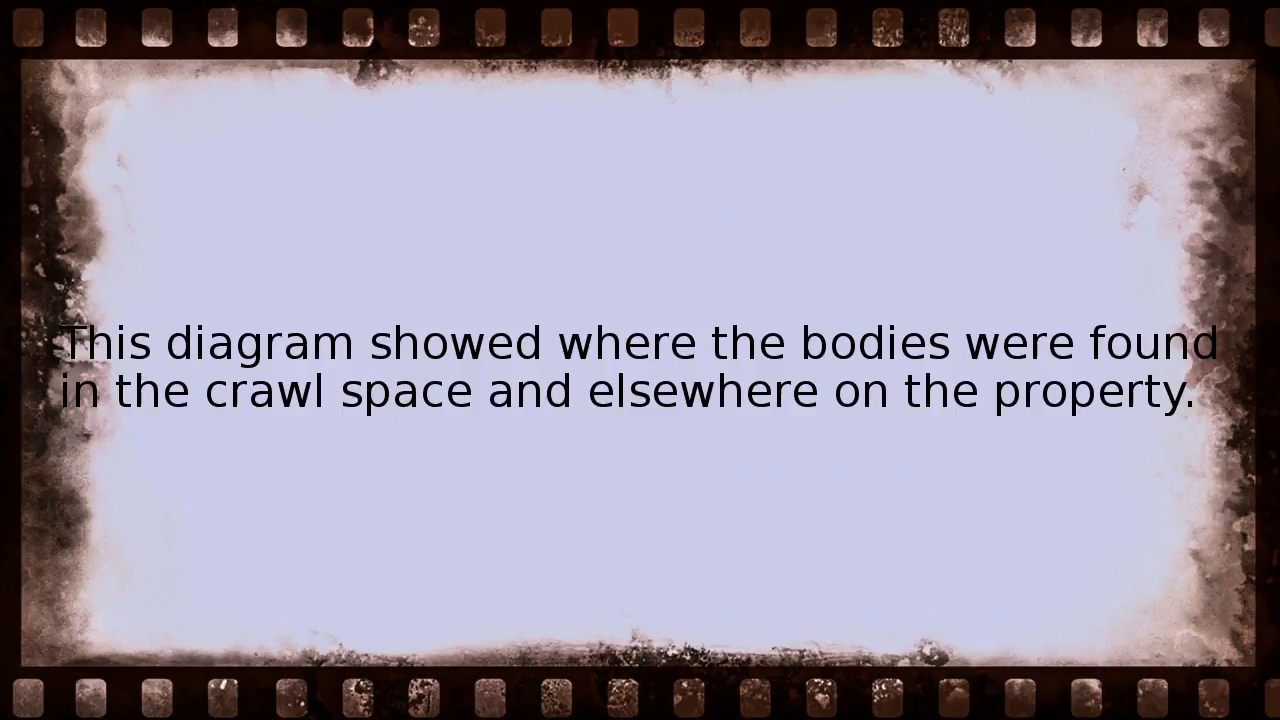 This diagram showed where the bodies were found
in the crawl space and elsewhere on the property.